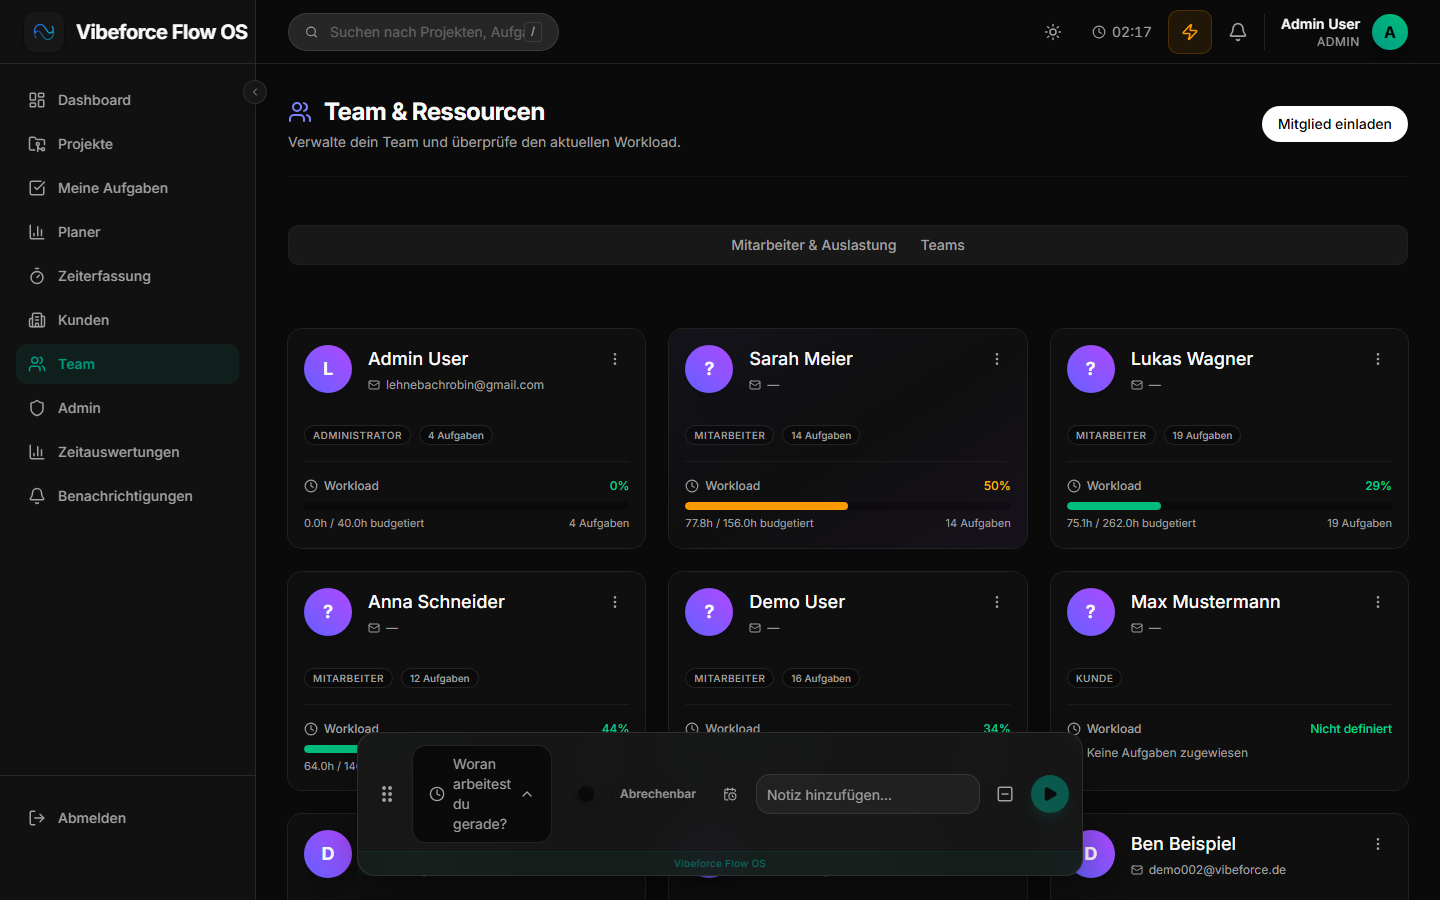 Vibeforce Flow OS
Suchen nach Projekten, Aufg
/
02:17
Admin User
ADMIN
A
Dashboard
Projekte
Meine Aufgaben
Planer
Zeiterfassung
Kunden
Team
Admin
Zeitauswertungen
Benachrichtigungen
Abmelden
Team & Ressourcen
Verwalte dein Team und überprüfe den aktuellen Workload.
Mitglied einladen
Mitarbeiter & Auslastung Teams
L
Admin User
lehnebachrobin@gmail.com
ADMINISTRATOR 4 Aufgaben
Workload 0%
0.0h / 40.0h budgetiert 4 Aufgaben
?
Sarah Meier
—
MITARBEITER 14 Aufgaben
Workload 50%
77.8h / 156.0h budgetiert 14 Aufgaben
?
Lukas Wagner
—
MITARBEITER 19 Aufgaben
Workload 29%
75.1h / 262.0h budgetiert 19 Aufgaben
?
Anna Schneider
—
MITARBEITER 12 Aufgaben
Workload 44%
64.0h / 14
?
Demo User
—
MITARBEITER 16 Aufgaben
Workload 34%
?
Max Mustermann
—
KUNDE
Workload Nicht definiert
Keine Aufgaben zugewiesen
D
D
Ben Beispiel
demo002@vibeforce.de
Woran
arbeitest
du
gerade?
Abrechenbar
Notiz hinzufügen...
Vibeforce Flow OS